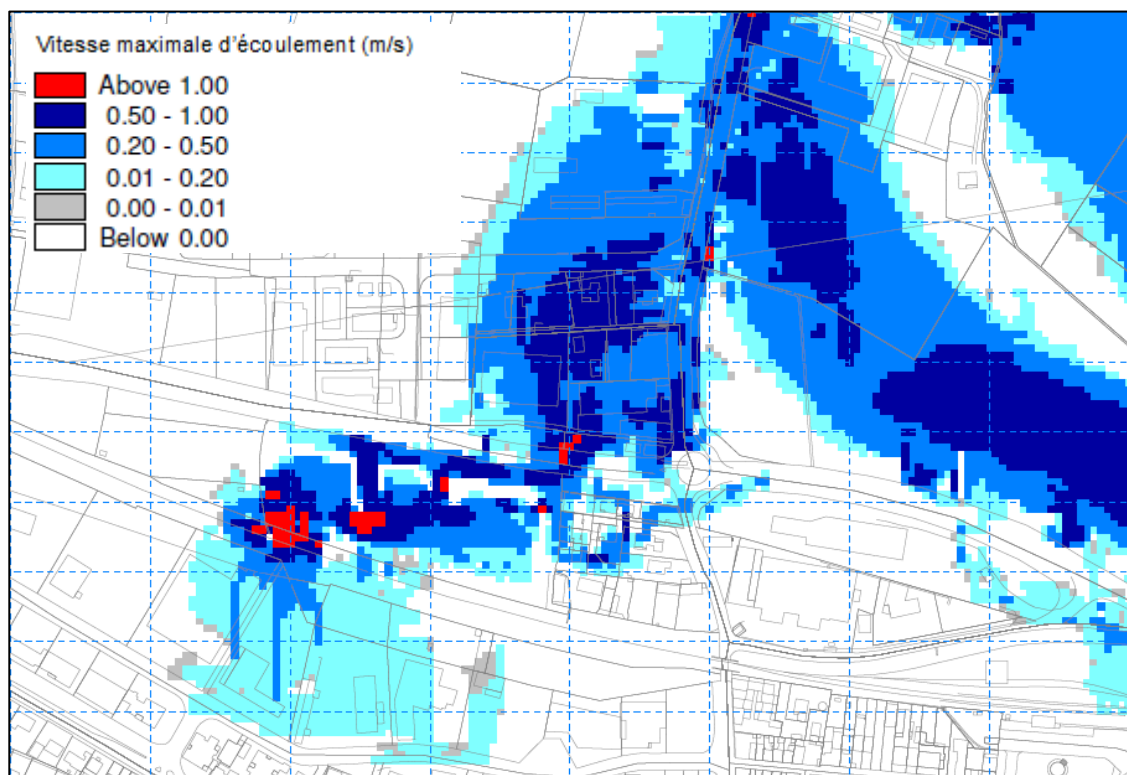 Vitesse maximale d'écoulement (m/s)
Above 1.00
0.50 - 1.00
0.20 - 0.50
0.01 - 0.20
0.00 - 0.01
Below 0.00